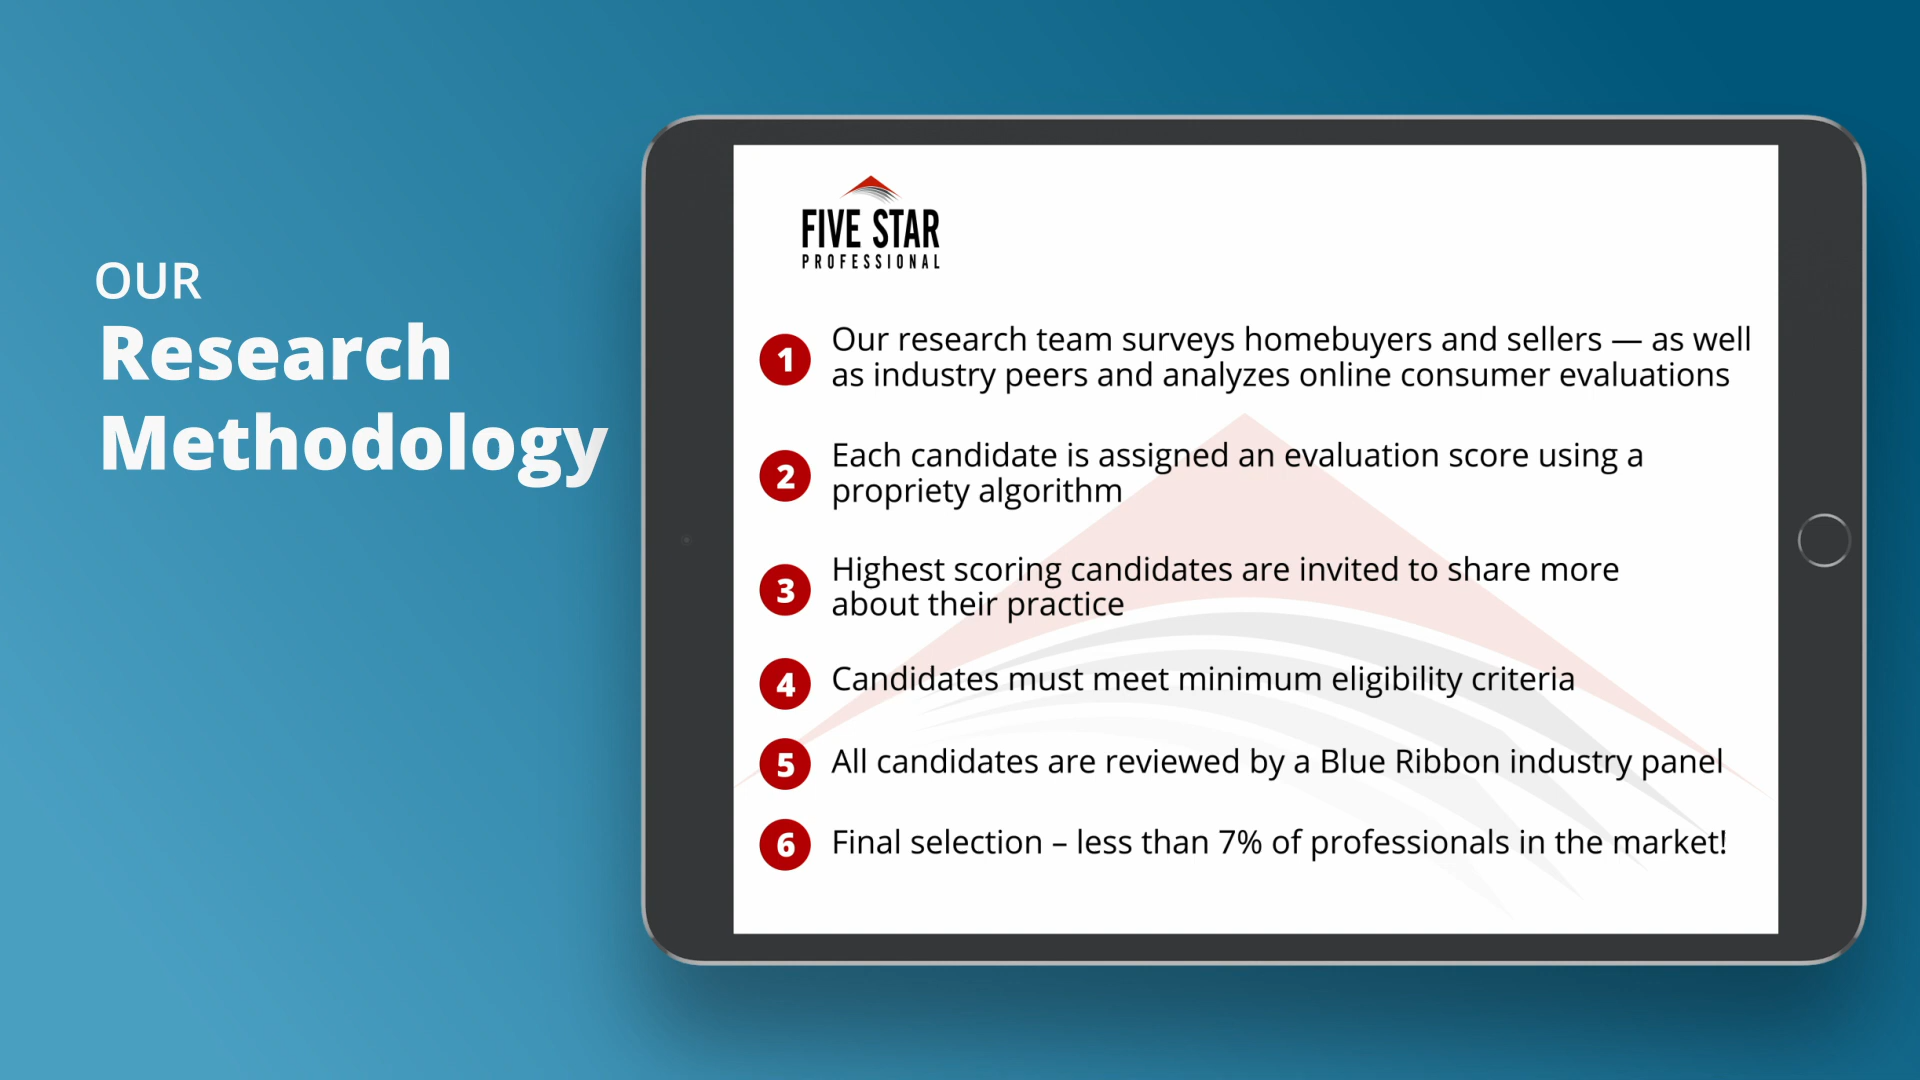 OUR
Research
Methodology
FIVE STAR
PROFESSIONAL
1 Our research team surveys homebuyers and sellers — as well
as industry peers and analyzes online consumer evaluations
2 Each candidate is assigned an evaluation score using a
propriety algorithm
3 Highest scoring candidates are invited to share more
about their practice
4 Candidates must meet minimum eligibility criteria
5 All candidates are reviewed by a Blue Ribbon industry panel
6 Final selection – less than 7% of professionals in the market!